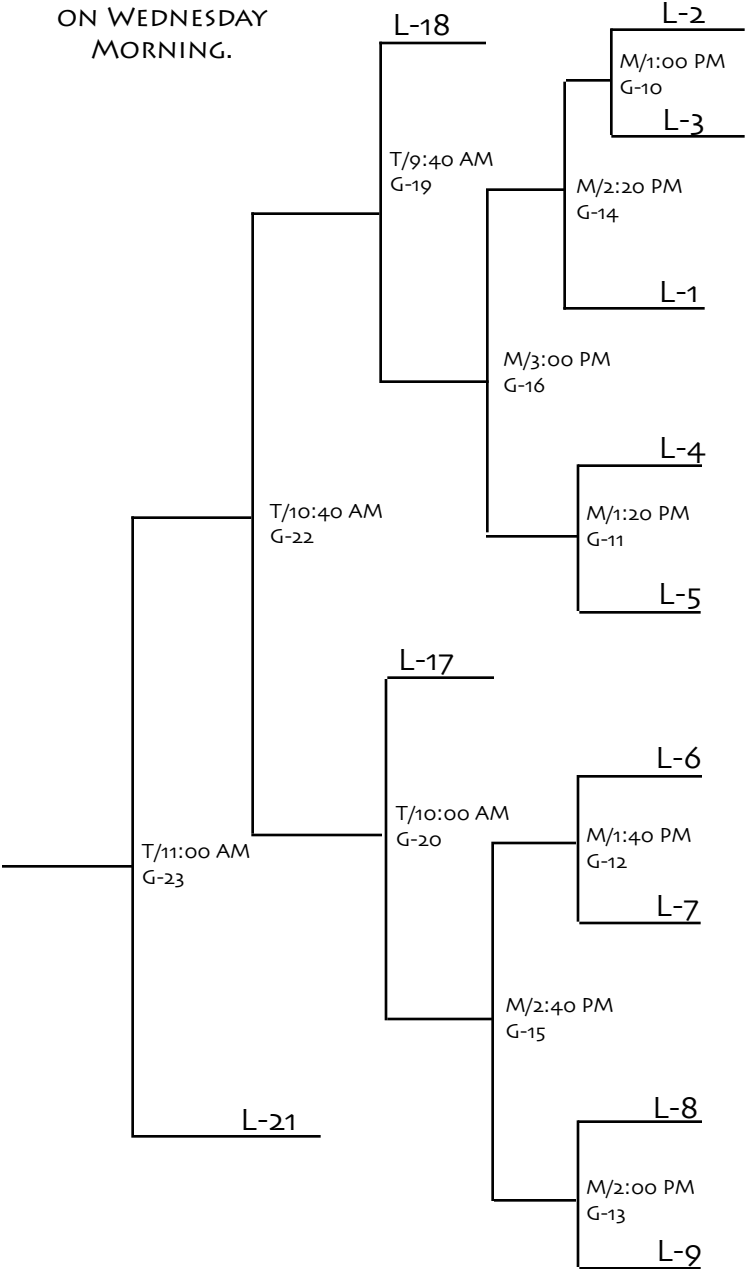 ON WEDNESDAY
MORNING.
L-18
L-2
M/1:00 PM
G-10
L-3
T/9:40 AM
G-19
M/2:20 PM
G-14
L-1
M/3:00 PM
G-16
L-4
T/10:40 AM
G-22
M/1:20 PM
G-11
L-5
L-17
L-6
T/10:00 AM
G-20
M/1:40 PM
G-12
T/11:00 AM
G-23
L-7
M/2:40 PM
G-15
L-21
L-8
M/2:00 PM
G-13
L-9